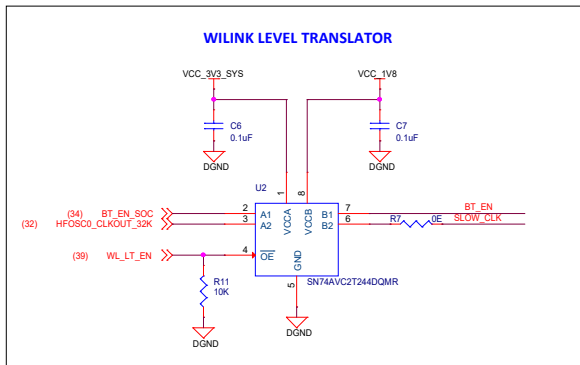 WILINK LEVEL TRANSLATOR
VCC_3V3_SYS
VCC_1V8
C6
0.1uF
C7
0.1uF
DGND
DGND
U2
1
8
VCCA
VCCB
(34) BT_EN_SOC 2 A1
B1 7 BT_EN
(32) HFOSC0_CLKOUT_32K 3 A2
B2 6 R7 0E SLOW_CLK
(39) WL_LT_EN 4 OE
GND
SN74AVC2T244DQMR
5
R11
10K
DGND
DGND